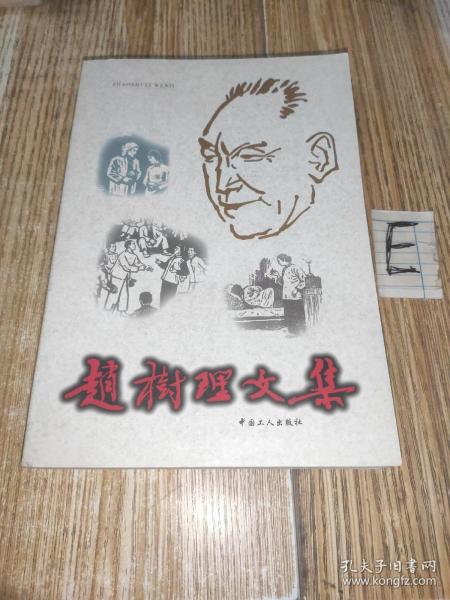 ZHAOSHULI WENJI
趙樹理文集
中国工人出版社
孔夫子旧书网
www.kongfz.com